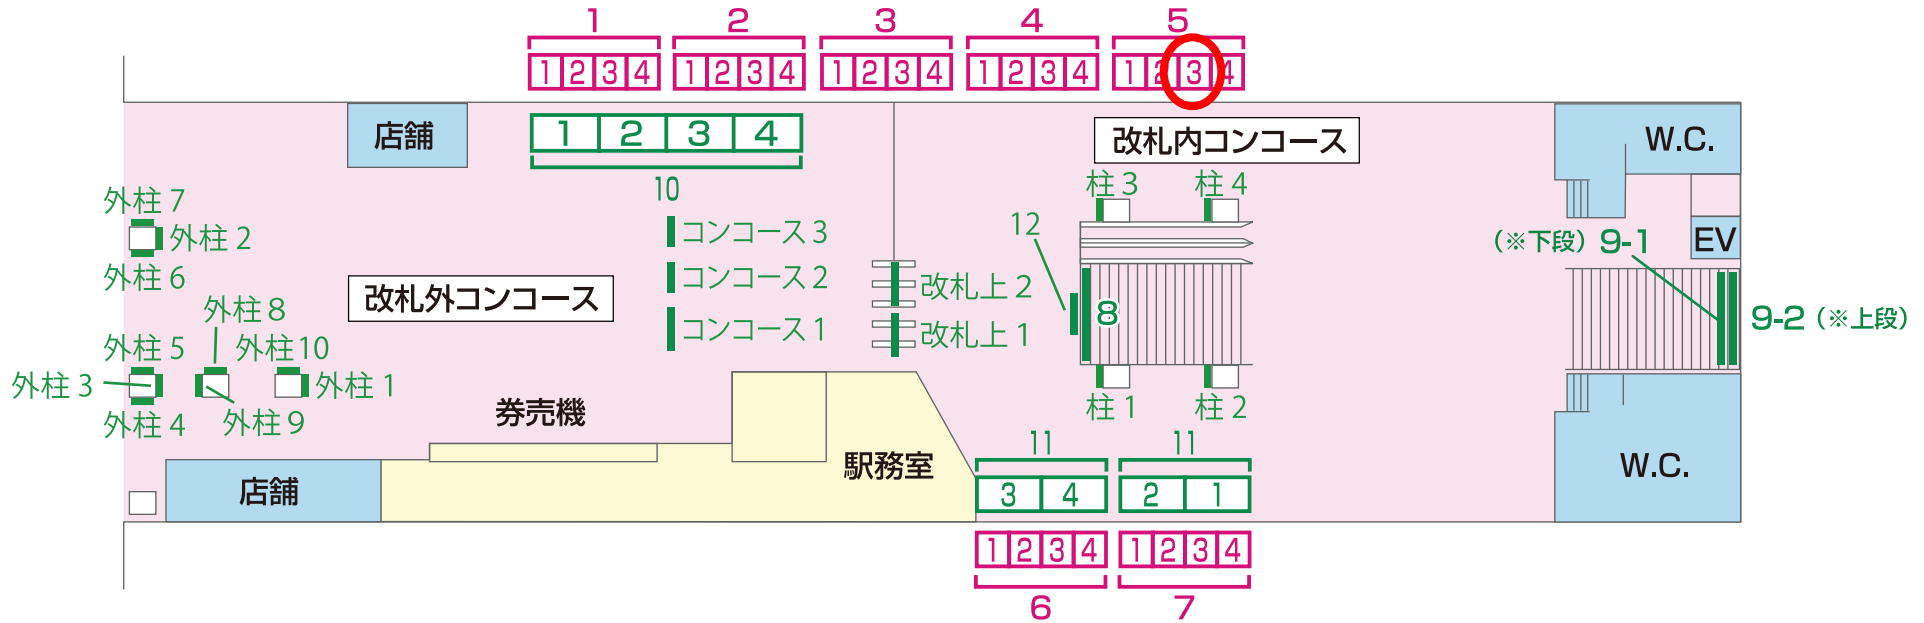 1 2 3 4 5
1 2 3 4 1 2 3 4 1 2 3 4 1 2 3 4 1 2 3 4
店舗
1 2 3 4
10
改札内コンコース
W.C.
外柱 7
外柱 2
外柱 6
コンコース 3
コンコース 2
コンコース 1
改札外コンコース
改札上 2
改札上 1
12
柱 3
柱 4
8
柱 1
柱 2
(※下段) 9-1
EV
9-2 (※上段)
外柱 8
外柱 5
外柱 10
外柱 3
外柱 1
外柱 4
外柱 9
券売機
駅務室
店舗
W.C.
11 11
3 4 2 1
1 2 3 4 1 2 3 4
6 7